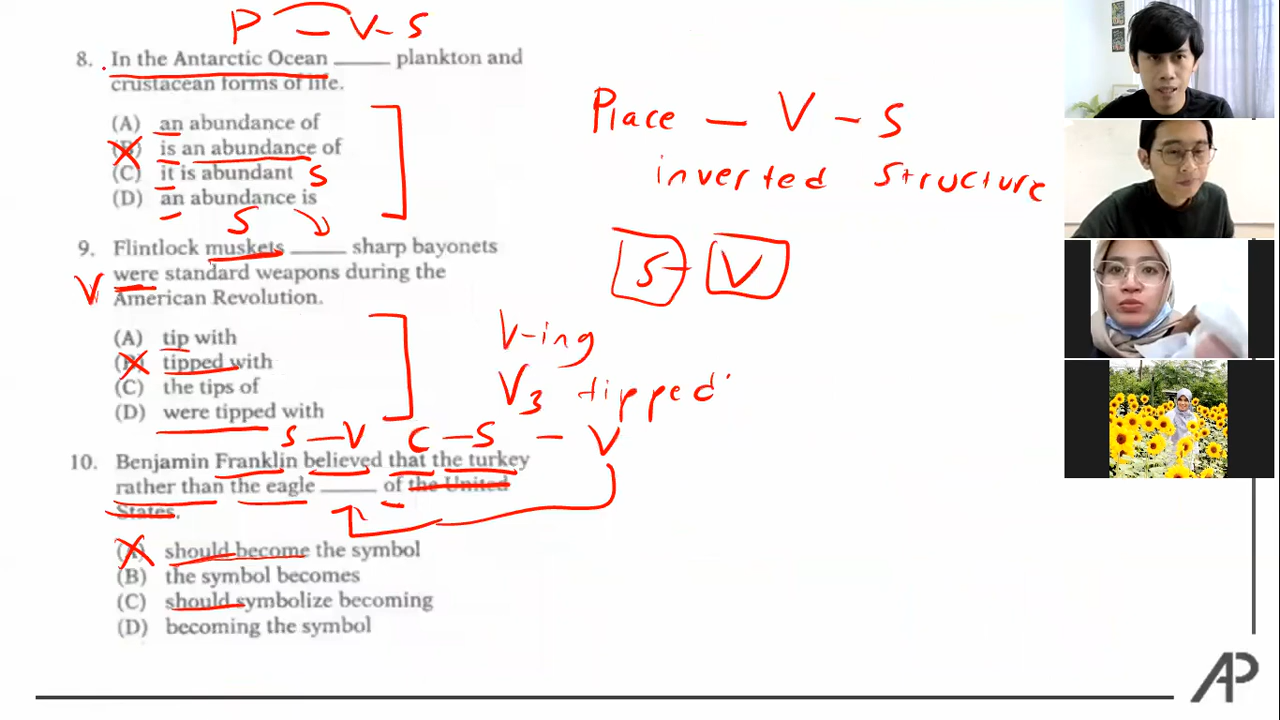 P — V – S
8. In the Antarctic Ocean _____ plankton and
crustacean forms of life.
(A) an abundance of
(B) is an abundance of
(C) it is abundant S
(D) an abundance is
Place — V – S
inverted structure
S
9. Flintlock muskets _____ sharp bayonets
V were standard weapons during the
American Revolution.
S – V
(A) tip with
(B) tipped with
(C) the tips of
(D) were tipped with
V-ing
V3 tipped
S — V C – S — V
10. Benjamin Franklin believed that the turkey
rather than the eagle _____ of the United
States.
(A) should become the symbol
(B) the symbol becomes
(C) should symbolize becoming
(D) becoming the symbol
AP